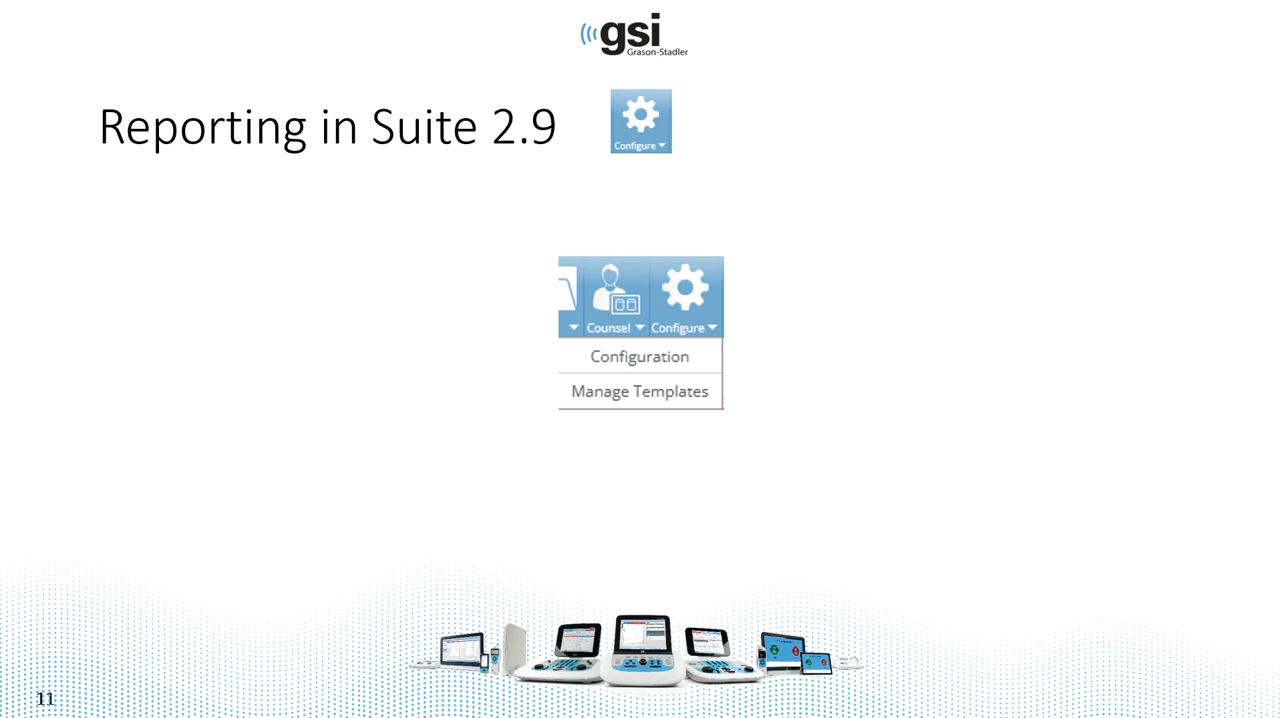 gsi
Grason-Stadler
Reporting in Suite 2.9
Configure
Counsel Configure
Configuration
Manage Templates
11